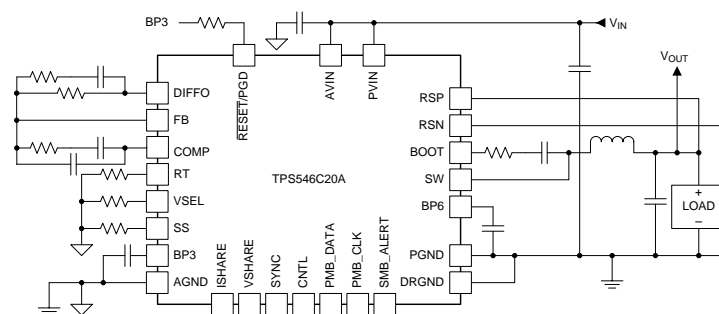 BP3
V_IN
V_OUT
RESET/PGD
AVIN
PVIN
DIFFO
FB
COMP
RT
VSEL
SS
BP3
AGND
TPS546C20A
RSP
RSN
BOOT
SW
BP6
PGND
DRGND
ISHARE
VSHARE
SYNC
CNTL
PMB_DATA
PMB_CLK
SMB_ALERT
+
LOAD
–